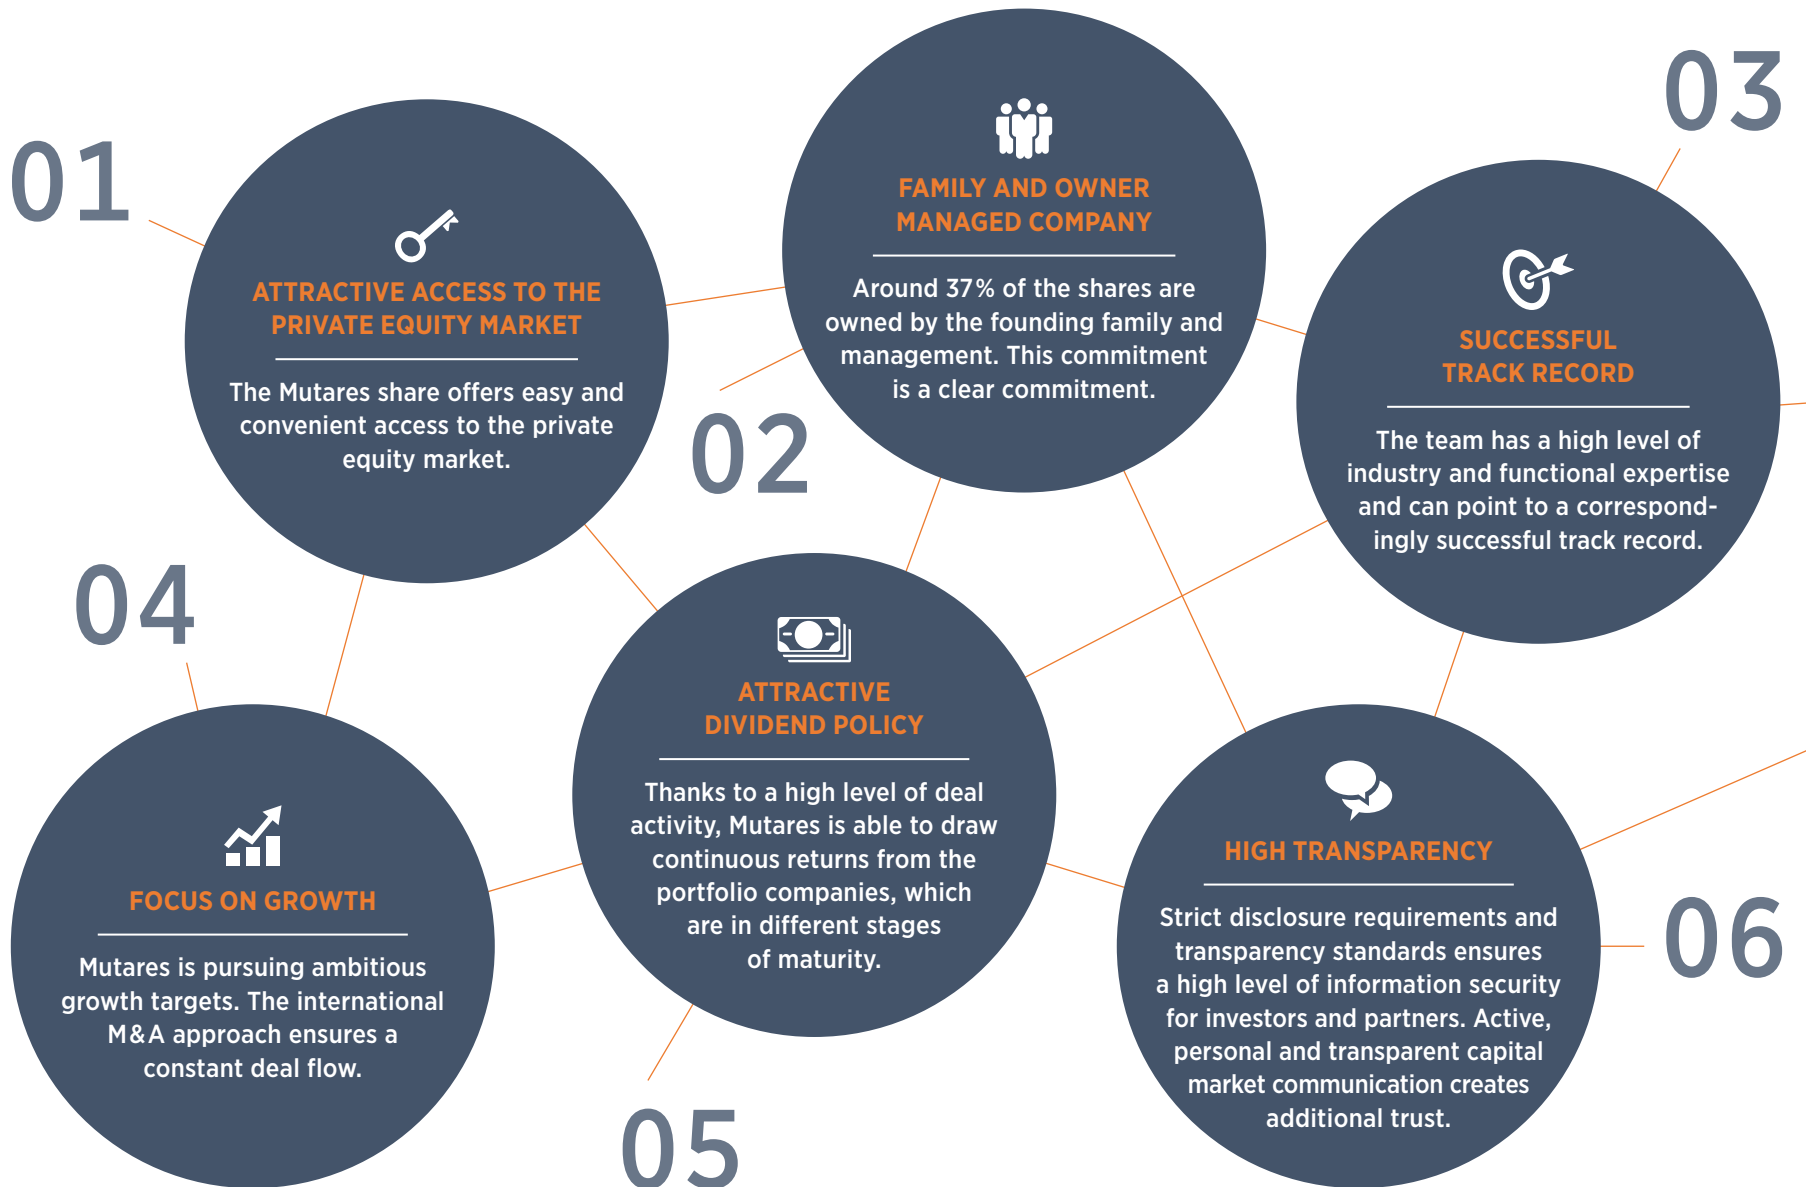 01
ATTRACTIVE ACCESS TO THE
PRIVATE EQUITY MARKET
The Mutares share offers easy and
convenient access to the private
equity market.
02
FAMILY AND OWNER
MANAGED COMPANY
Around 37% of the shares are
owned by the founding family and
management. This commitment
is a clear commitment.
03
SUCCESSFUL
TRACK RECORD
The team has a high level of
industry and functional expertise
and can point to a correspond-
ingly successful track record.
04
FOCUS ON GROWTH
Mutares is pursuing ambitious
growth targets. The international
M&A approach ensures a
constant deal flow.
05
ATTRACTIVE
DIVIDEND POLICY
Thanks to a high level of deal
activity, Mutares is able to draw
continuous returns from the
portfolio companies, which
are in different stages
of maturity.
06
HIGH TRANSPARENCY
Strict disclosure requirements and
transparency standards ensures
a high level of information security
for investors and partners. Active,
personal and transparent capital
market communication creates
additional trust.